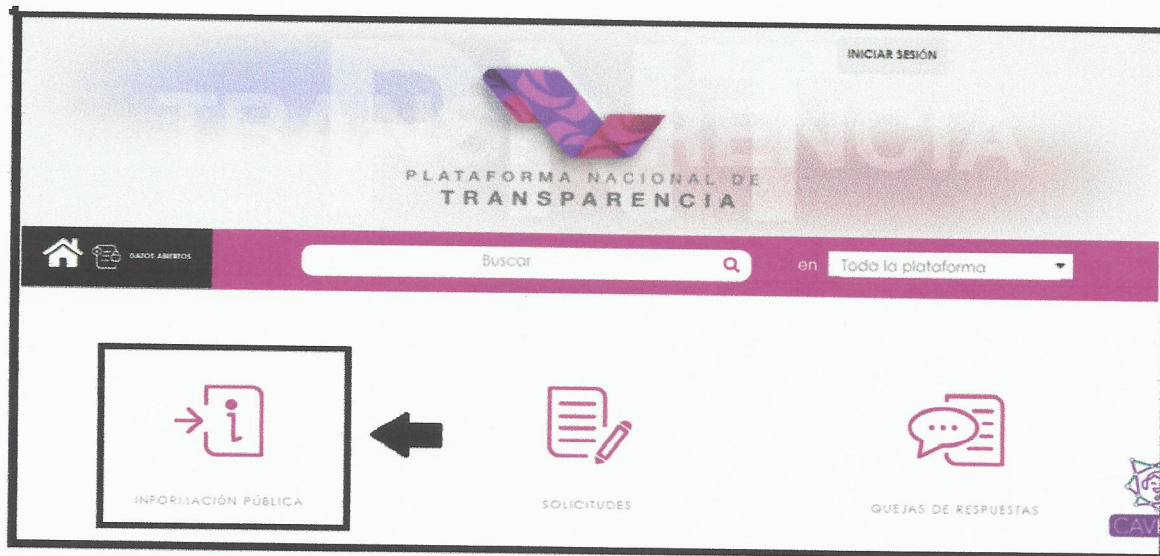 INICIAR SESIÓN
PLATAFORMA NACIONAL DE
TRANSPARENCIA
DATOS ABIERTOS
Buscar
en
Toda la plataforma
INFORMACIÓN PÚBLICA
SOLICITUDES
QUEJAS DE RESPUESTAS